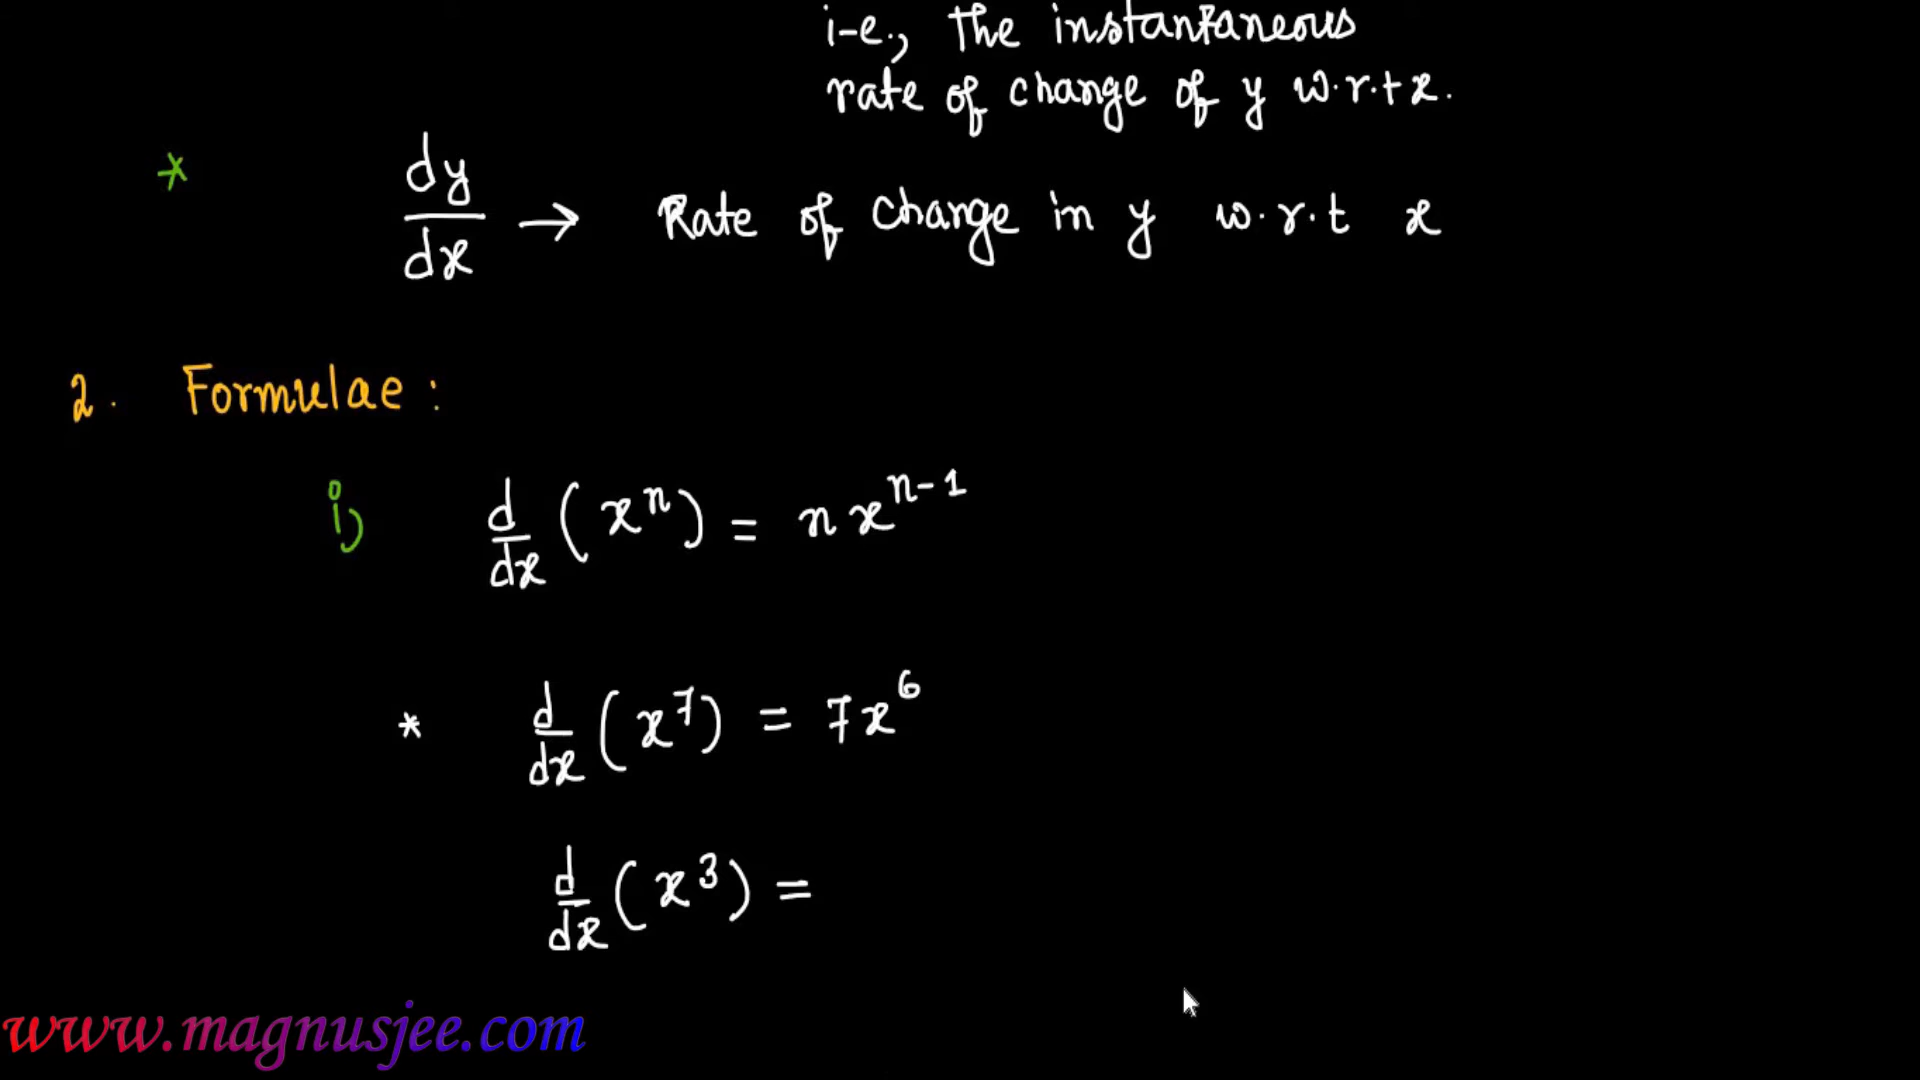 i-e., The instantaneous
rate of change of y w.r.t x.
* dy/dx → Rate of change in y w.r.t x
2. Formulae:
i) d/dx (x^n) = n x^(n-1)
* d/dx (x^7) = 7x^6
d/dx (x^3) =
www.magnusjee.com